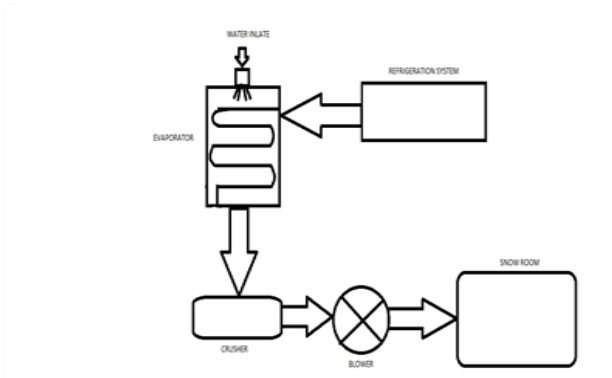 WATER INLATE
REFRIGERATION SYSTEM
EVAPORATOR
SNOW ROOM
CRUSHER
BLOWER